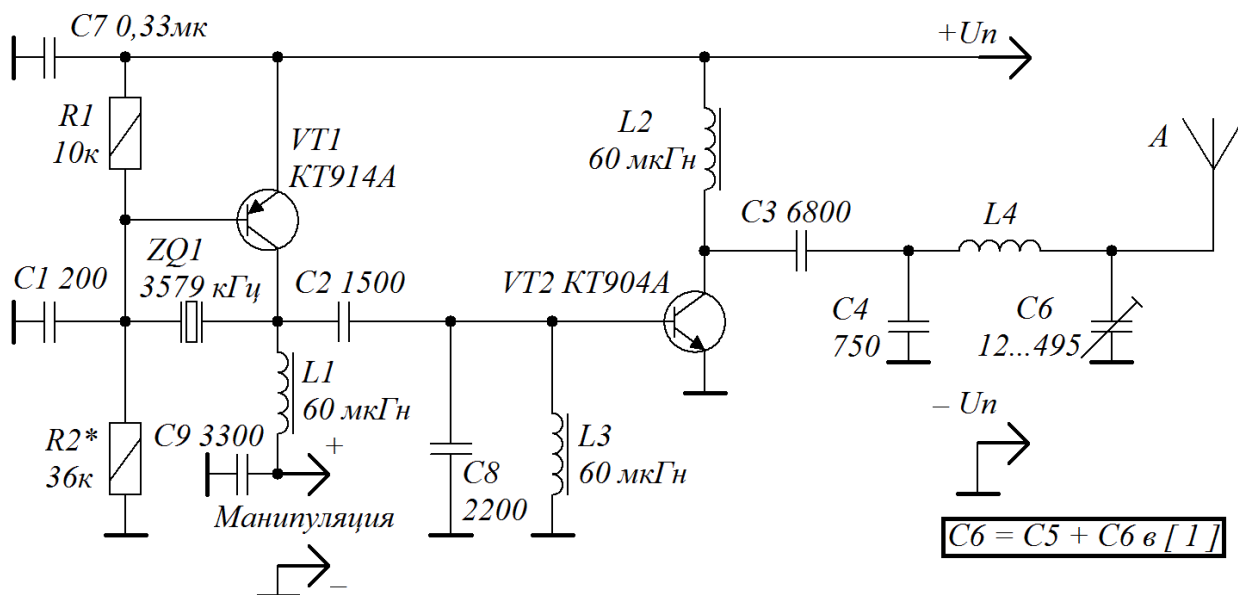 C7 0,33мк
+Uп
R1
10к
VT1
КТ914А
L2
60 мкГн
A
C3 6800
L4
ZQ1
3579 кГц
C1 200
C2 1500
VT2 КТ904А
C4
750
C6
12...495
L1
60 мкГн
R2*
36к
C9 3300
+
Манипуляция
–
C8
2200
L3
60 мкГн
– Uп
C6 = C5 + C6 в [ 1 ]